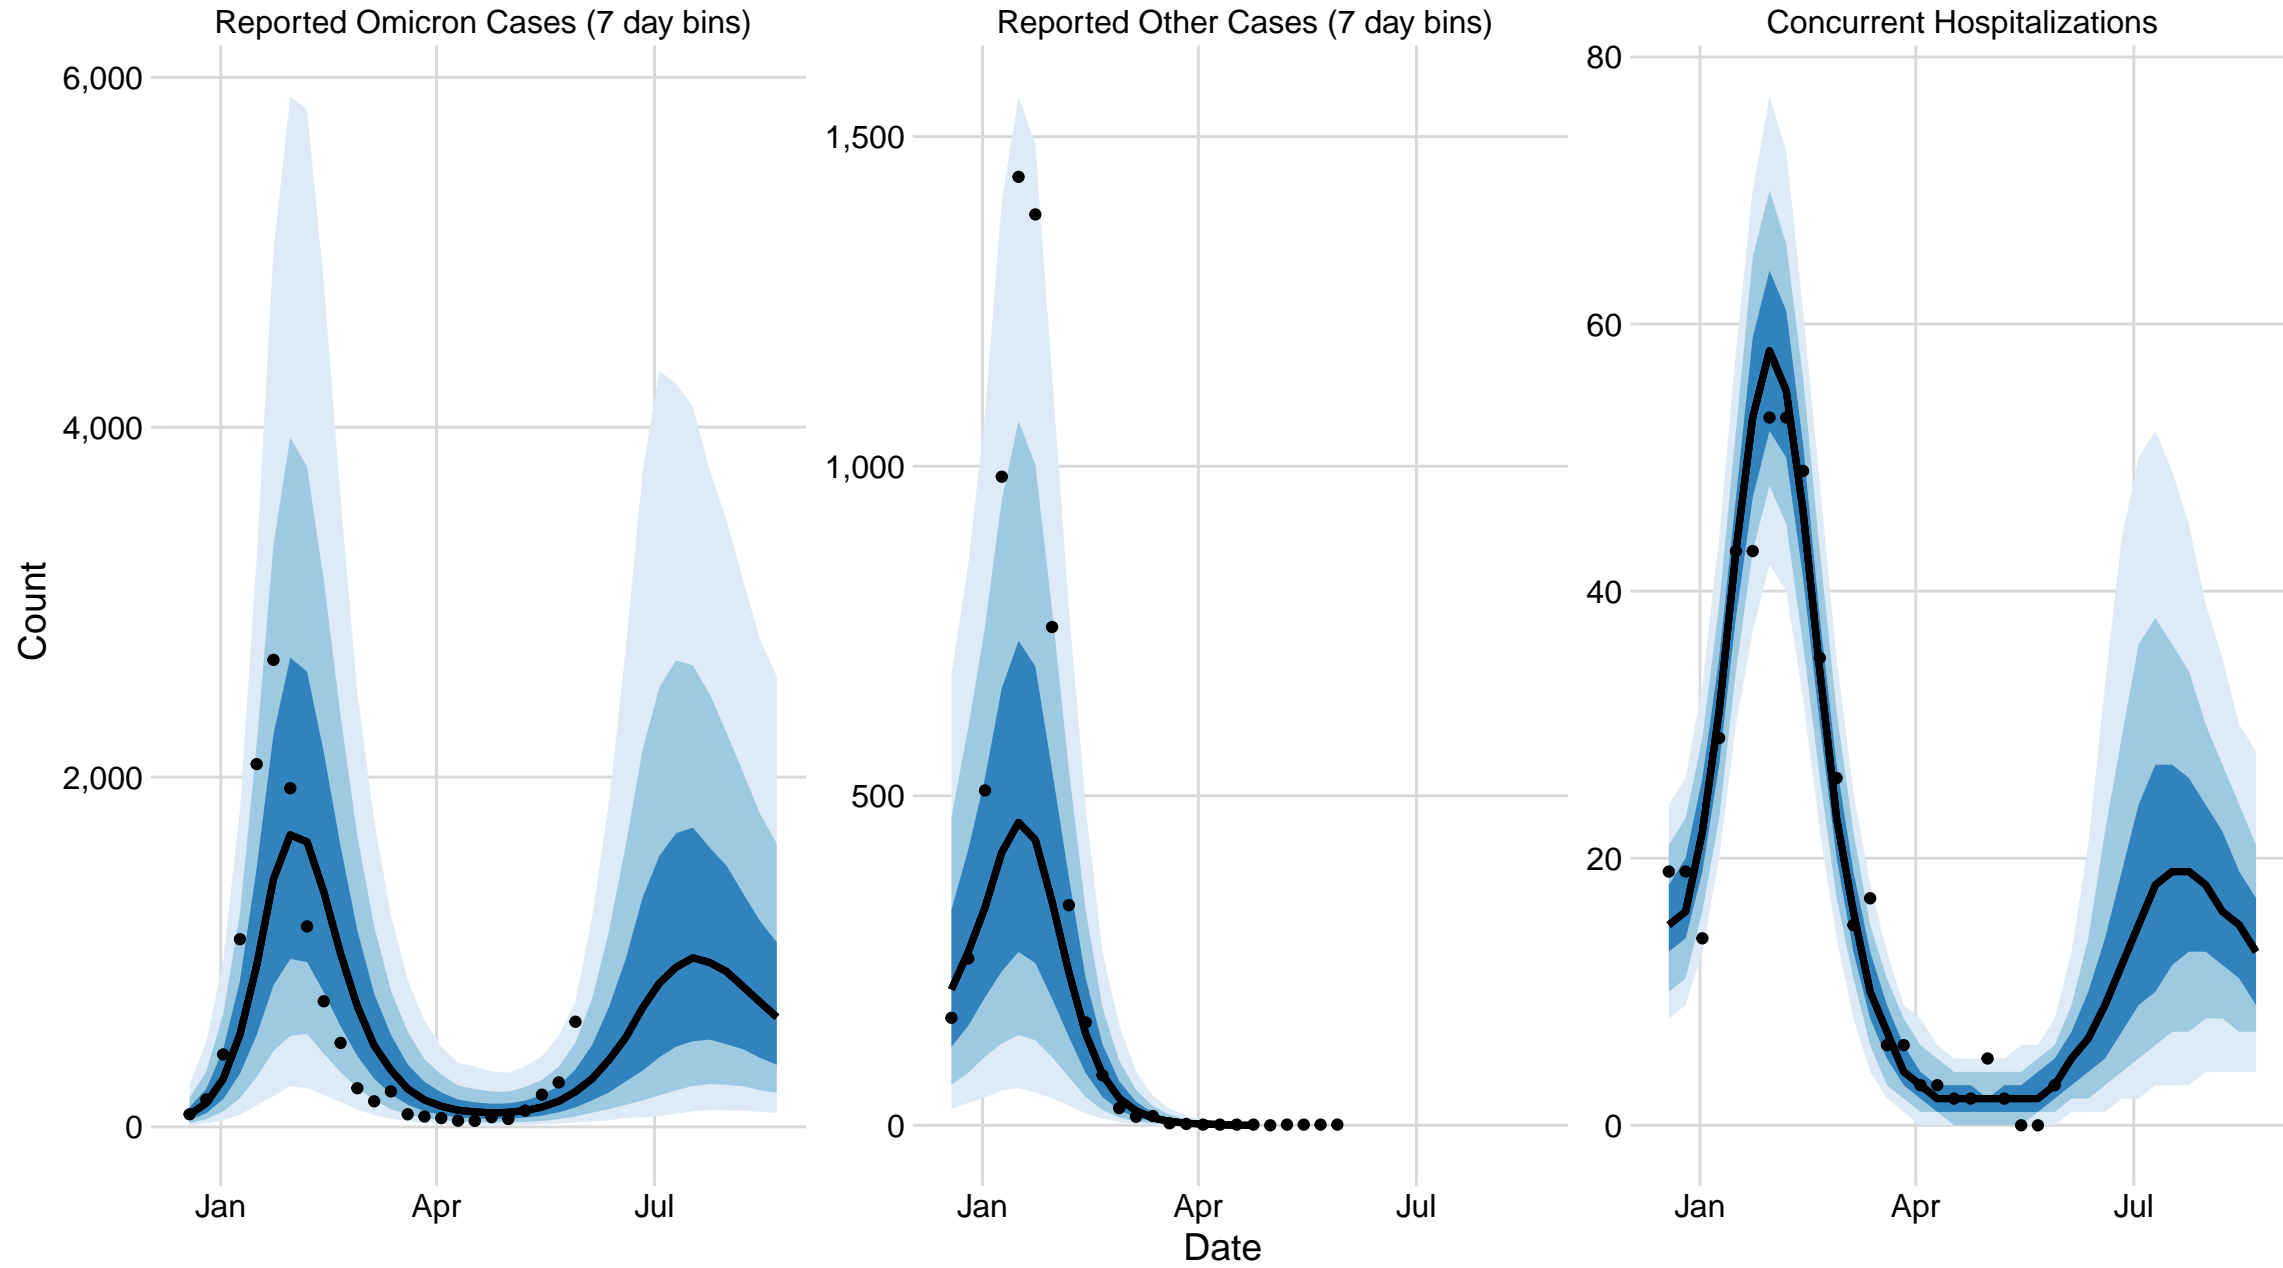 Reported Omicron Cases (7 day bins)
Reported Other Cases (7 day bins)
Concurrent Hospitalizations
Count
6,000
4,000
2,000
0
1,500
1,000
500
0
80
60
40
20
0
Jan
Apr
Jul
Jan
Apr
Jul
Jan
Apr
Jul
Date